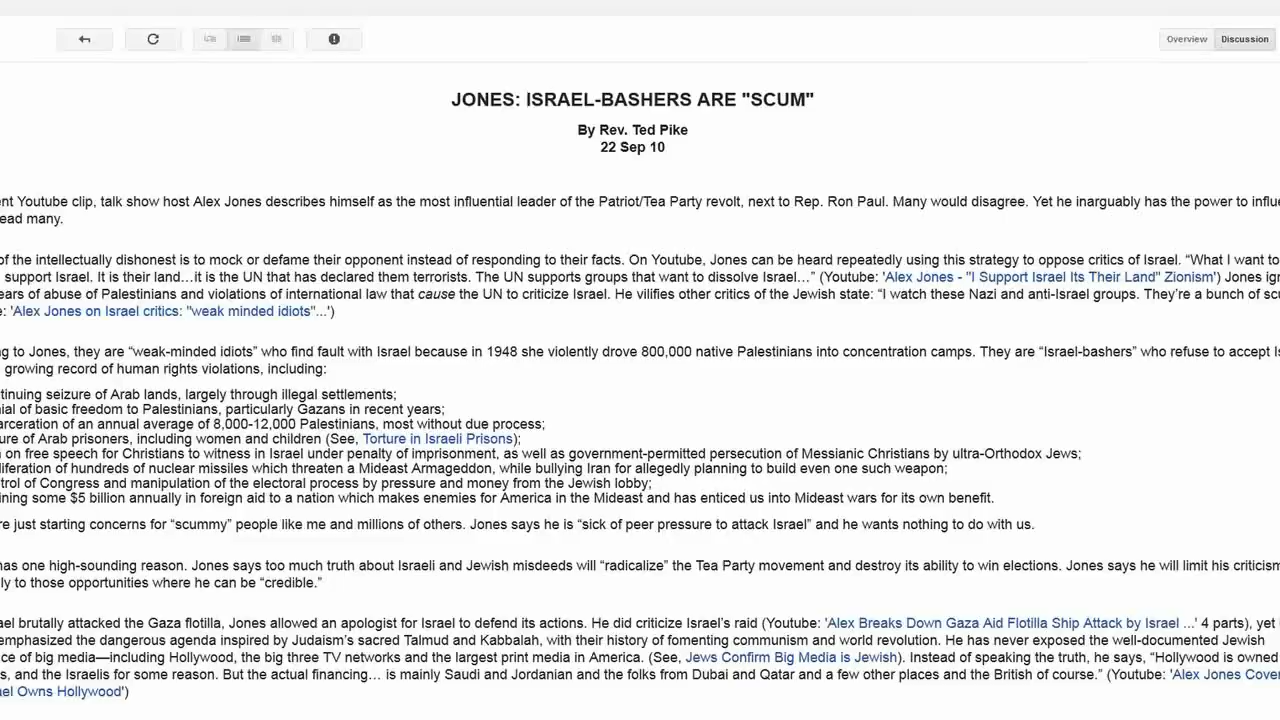 Overview Discussion
JONES: ISRAEL-BASHERS ARE "SCUM"
By Rev. Ted Pike
22 Sep 10
ent Youtube clip, talk show host Alex Jones describes himself as the most influential leader of the Patriot/Tea Party revolt, next to Rep. Ron Paul. Many would disagree. Yet he inarguably has the power to influe
ead many.
of the intellectually dishonest is to mock or defame their opponent instead of responding to their facts. On Youtube, Jones can be heard repeatedly using this strategy to oppose critics of Israel. “What I want to
support Israel. It is their land…it is the UN that has declared them terrorists. The UN supports groups that want to dissolve Israel…” (Youtube: 'Alex Jones - "I Support Israel Its Their Land" Zionism') Jones ign
ears of abuse of Palestinians and violations of international law that cause the UN to criticize Israel. He vilifies other critics of the Jewish state: “I watch these Nazi and anti-Israel groups. They’re a bunch of scu
e: 'Alex Jones on Israel critics: "weak minded idiots"...')
ng to Jones, they are “weak-minded idiots” who find fault with Israel because in 1948 she violently drove 800,000 native Palestinians into concentration camps. They are “Israel-bashers” who refuse to accept Is
growing record of human rights violations, including:
tinuing seizure of Arab lands, largely through illegal settlements;
ial of basic freedom to Palestinians, particularly Gazans in recent years;
arceration of an annual average of 8,000-12,000 Palestinians, most without due process;
ure of Arab prisoners, including women and children (See, Torture in Israeli Prisons);
on free speech for Christians to witness in Israel under penalty of imprisonment, as well as government-permitted persecution of Messianic Christians by ultra-Orthodox Jews;
liferation of hundreds of nuclear missiles which threaten a Mideast Armageddon, while bullying Iran for allegedly planning to build even one such weapon;
trol of Congress and manipulation of the electoral process by pressure and money from the Jewish lobby;
ining some $5 billion annually in foreign aid to a nation which makes enemies for America in the Mideast and has enticed us into Mideast wars for its own benefit.
re just starting concerns for “scummy” people like me and millions of others. Jones says he is “sick of peer pressure to attack Israel” and he wants nothing to do with us.
has one high-sounding reason. Jones says too much truth about Israeli and Jewish misdeeds will “radicalize” the Tea Party movement and destroy its ability to win elections. Jones says he will limit his criticism
ly to those opportunities where he can be “credible.”
ael brutally attacked the Gaza flotilla, Jones allowed an apologist for Israel to defend its actions. He did criticize Israel’s raid (Youtube: 'Alex Breaks Down Gaza Aid Flotilla Ship Attack by Israel ...' 4 parts), yet
emphasized the dangerous agenda inspired by Judaism’s sacred Talmud and Kabbalah, with their history of fomenting communism and world revolution. He has never exposed the well-documented Jewish
ce of big media—including Hollywood, the big three TV networks and the largest print media in America. (See, Jews Confirm Big Media is Jewish). Instead of speaking the truth, he says, “Hollywood is owned
s, and the Israelis for some reason. But the actual financing… is mainly Saudi and Jordanian and the folks from Dubai and Qatar and a few other places and the British of course.” (Youtube: 'Alex Jones Cover
ael Owns Hollywood')